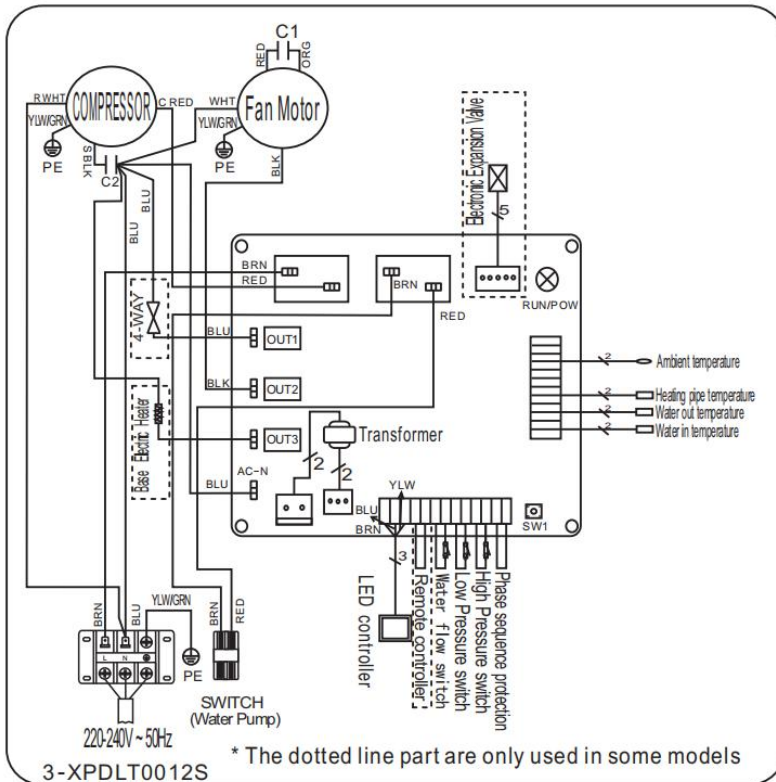 C1
RED
ORG
COMPRESSOR
Fan Motor
R WHT
C RED
WHT
YLW/GRN
YLW/GRN
PE
PE
S BLK
C2
BLK
BLU
BLU
Electronic Expansion Valve
5
BRN
RED
BRN
RED
RUN/POW
4-WAY
BLU
OUT1
BLK
OUT2
Base Electric Heater
OUT3
Transformer
2
2
AC-N
BLU
2
Ambient temperature
2
Heating pipe temperature
2
Water out temperature
2
Water in temperature
YLW
BLU
BRN
SW1
3
LED controller
Remote controller
Water flow switch
Low Pressure switch
High Pressure switch
Phase sequence protection
BRN
BLU
YLW/GRN
L
N
PE
BRN
RED
SWITCH
(Water Pump)
220-240V ~ 50Hz
* The dotted line part are only used in some models
3-XPDLT0012S